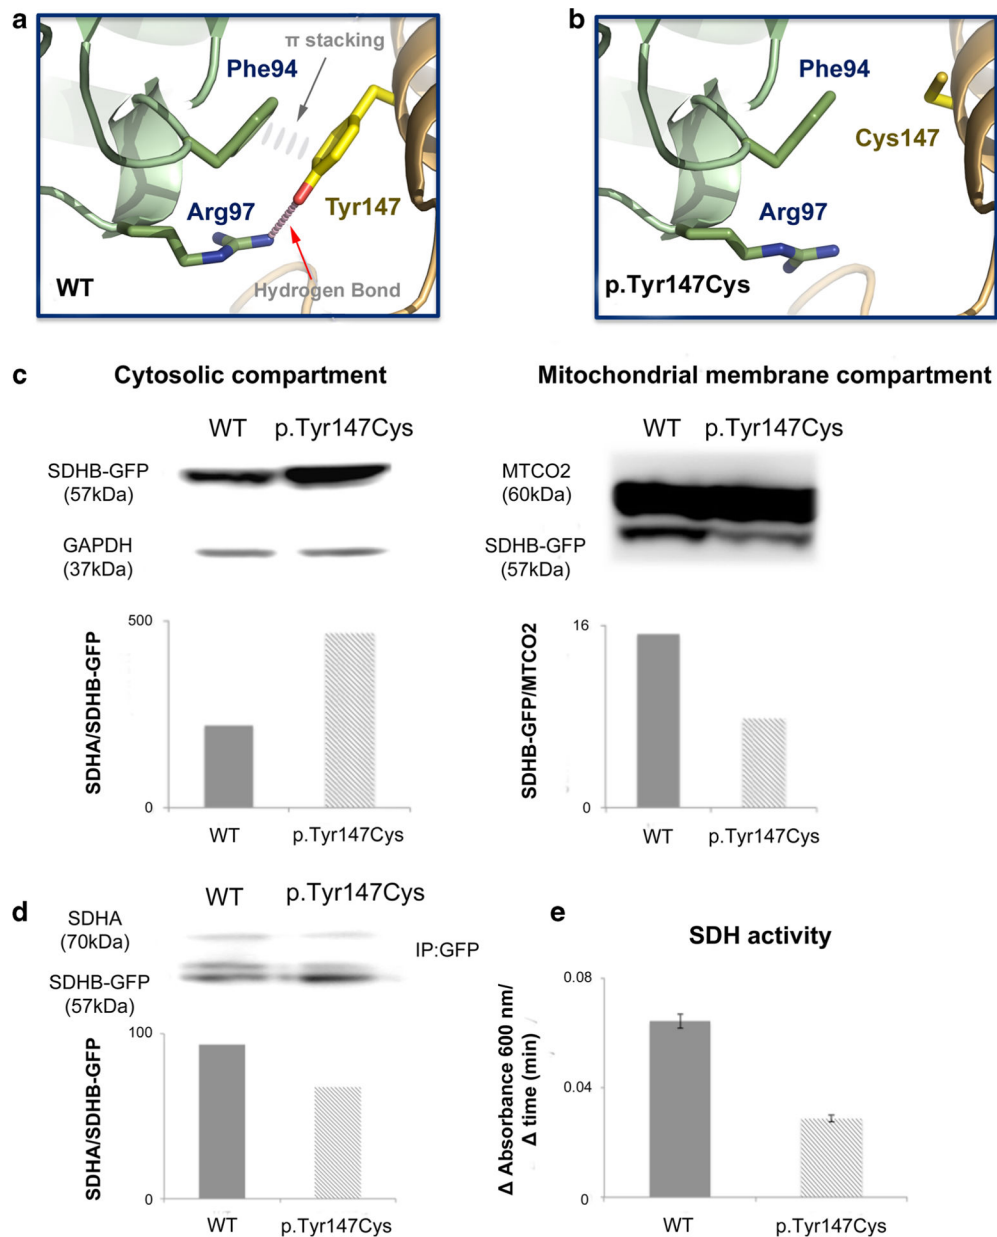 a
π stacking
Phe94
Arg97
Tyr147
WT
Hydrogen Bond
b
Phe94
Cys147
Arg97
p.Tyr147Cys
c
Cytosolic compartment
WT p.Tyr147Cys
SDHB-GFP
(57kDa)
GAPDH
(37kDa)
SDHA/SDHB-GFP
500
0
WT
p.Tyr147Cys
Mitochondrial membrane compartment
WT p.Tyr147Cys
MTCO2
(60kDa)
SDHB-GFP
(57kDa)
SDHB-GFP/MTCO2
16
8
0
WT
p.Tyr147Cys
d
WT p.Tyr147Cys
SDHA
(70kDa)
IP:GFP
SDHB-GFP
(57kDa)
SDHA/SDHB-GFP
100
0
WT
p.Tyr147Cys
e
SDH activity
Δ Absorbance 600 nm/
Δ time (min)
0.08
0.04
0
WT
p.Tyr147Cys